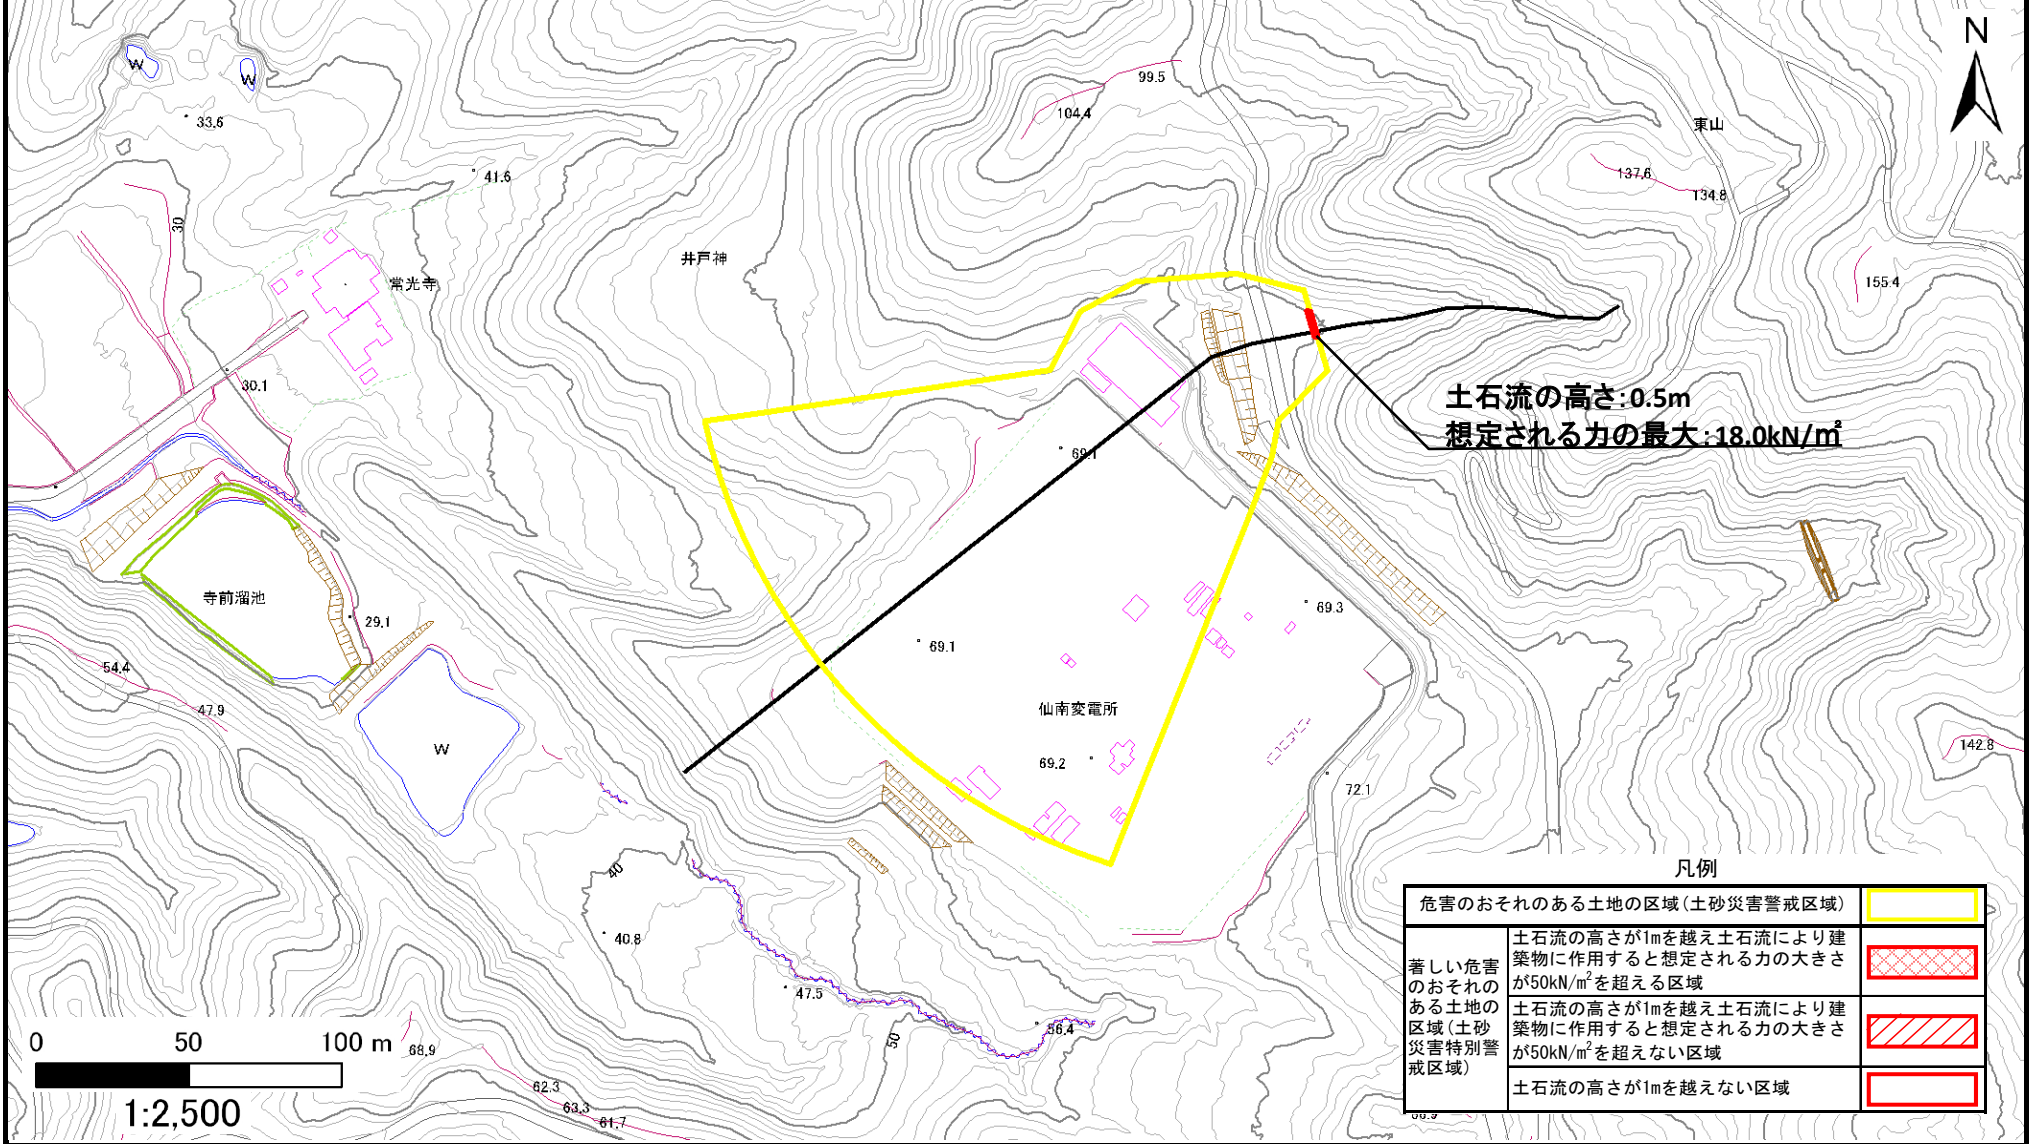 N
99.5
104.4
東山
33.6
W
W
41.6
137.6
134.8
30
井戸神
常光寺
155.4
30.1
土石流の高さ:0.5m
想定される力の最大:18.0kN/㎡
69.1
寺前溜池
29.1
69.3
69.1
54.4
47.9
仙南変電所
W
69.2
142.8
72.1
40
40.8
47.5
56.4
50
68.9
62.3
63.3
61.7
0 50 100 m
1:2,500
凡例
危害のおそれのある土地の区域(土砂災害警戒区域)
著しい危害
のおそれの
ある土地の
区域(土砂
災害特別警
戒区域)
土石流の高さが1mを越え土石流により建
築物に作用すると想定される力の大きさ
が50kN/m²を超える区域
土石流の高さが1mを越え土石流により建
築物に作用すると想定される力の大きさ
が50kN/m²を超えない区域
土石流の高さが1mを越えない区域